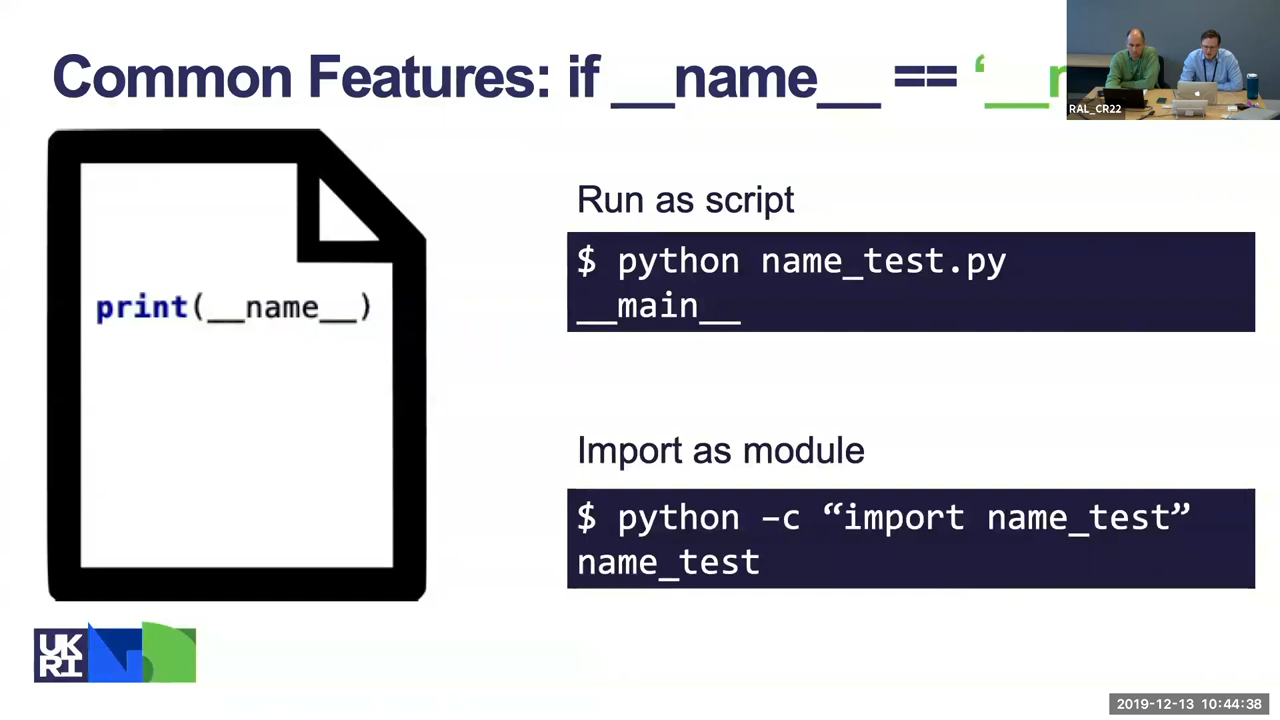 Common Features: if __name__ == ‘__
RAL_CR22
print(__name__)
Run as script
$ python name_test.py
__main__
Import as module
$ python –c “import name_test”
name_test
UK
RI
2019-12-13 10:44:38